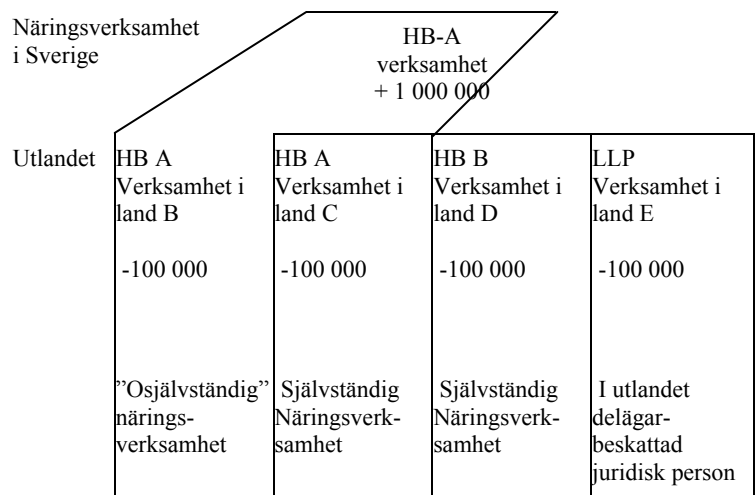 Näringsverksamhet
i Sverige
HB-A
verksamhet
+ 1 000 000
Utlandet
HB A
Verksamhet i
land B
-100 000
”Osjälvständig”
närings-
verksamhet
HB A
Verksamhet i
land C
-100 000
Självständig
Näringsverk-
samhet
HB B
Verksamhet i
land D
-100 000
Självständig
Näringsverk-
samhet
LLP
Verksamhet i
land E
-100 000
I utlandet
delägar-
beskattad
juridisk person